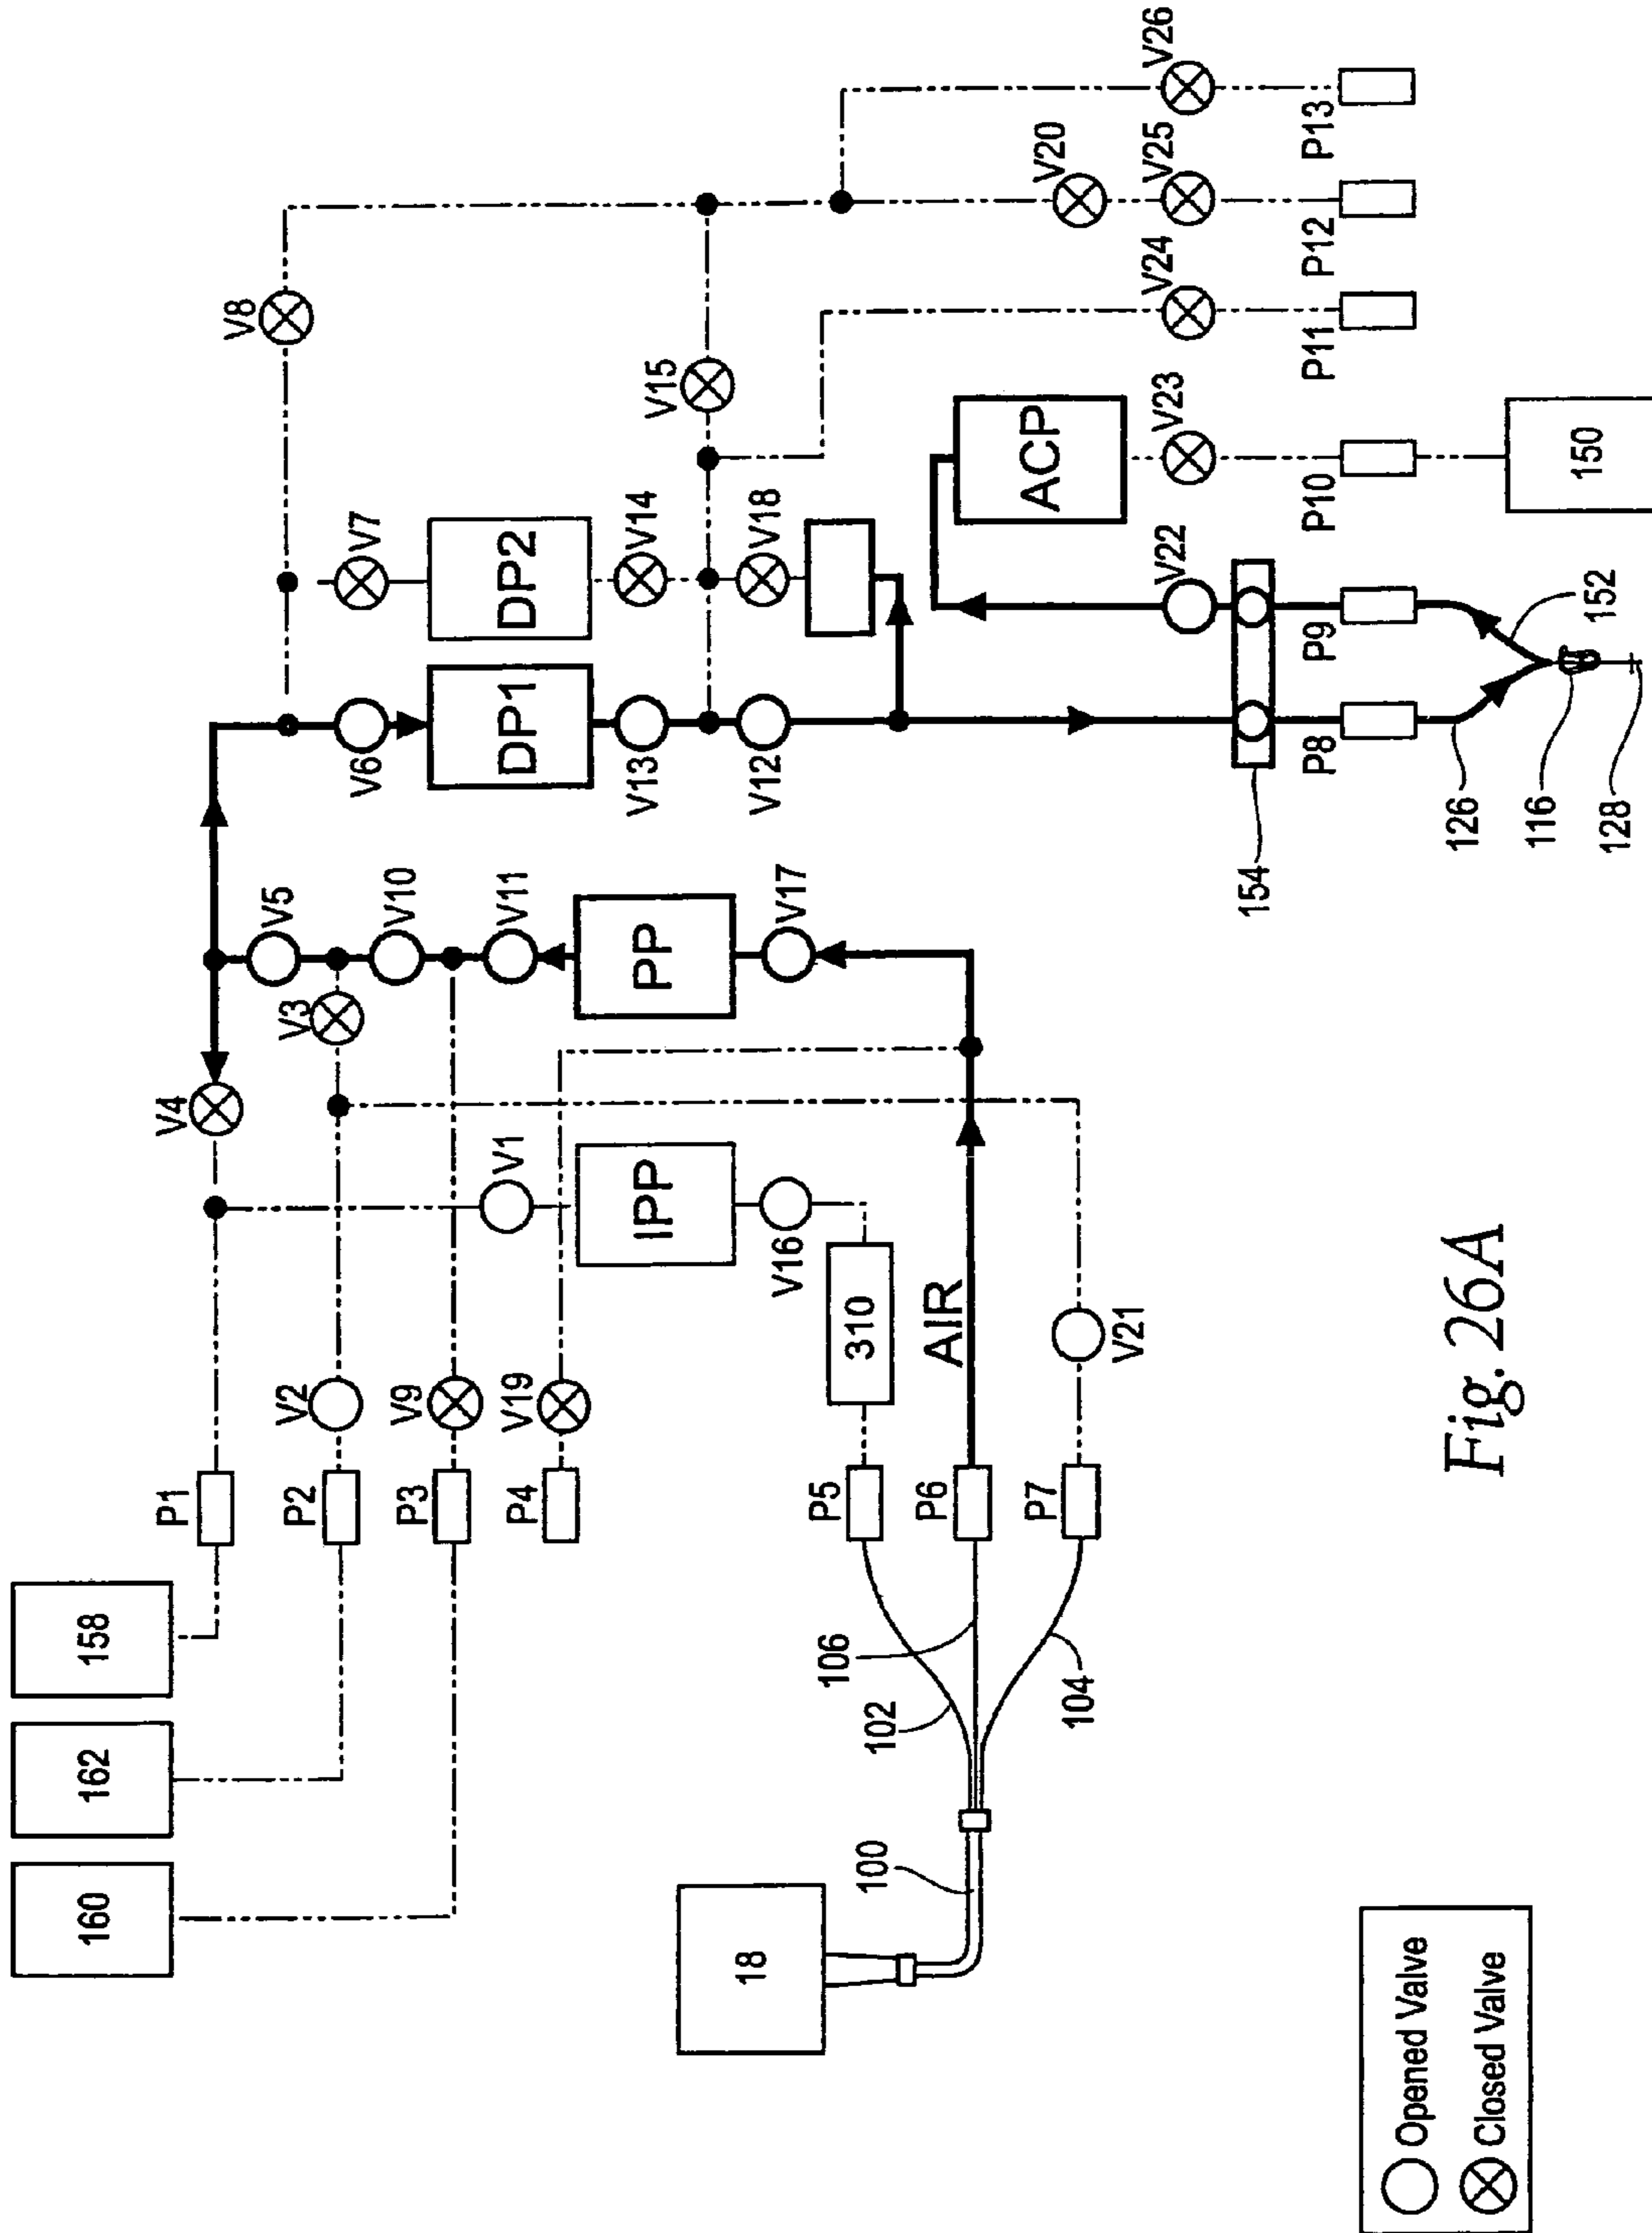 160
162
158
P1
P2
P3
P4
V2
V9
V19
V4
V3
V5
V10
V11
V1
IPP
V16
310
PP
V17
AIR
P5
P6
P7
V21
18
100
102
106
104
V6
DP1
V13
V12
V7
DP2
V14
V18
V8
V15
ACP
V22
V23
V24
V20
V25
V26
154
P8
P9
P10
P11
P12
P13
126
116
128
152
150
Opened Valve
Closed Valve
Fig. 26A